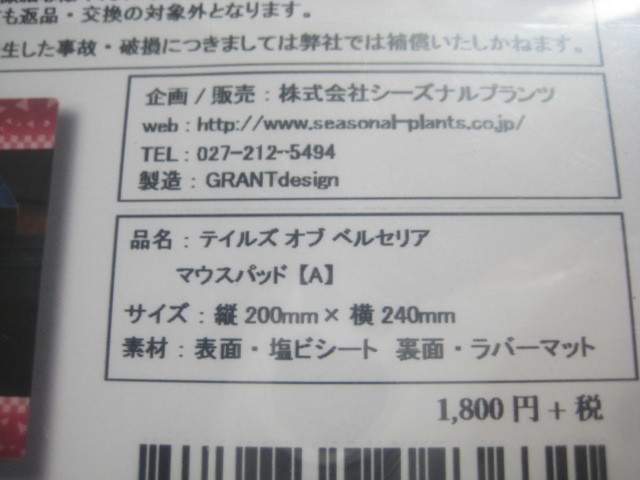 も返品・交換の対象外となります。
生した事故・破損につきましては弊社では補償いたしかねます。
企画 / 販売：株式会社シーズナルプランツ
web：http://www.seasonal-plants.co.jp/
TEL：027-212-5494
製造：GRANTdesign
品名：テイルズ オブ ベルセリア
マウスパッド【A】
サイズ：縦 200mm × 横 240mm
素材：表面・塩ビシート 裏面・ラバーマット
1,800 円 + 税